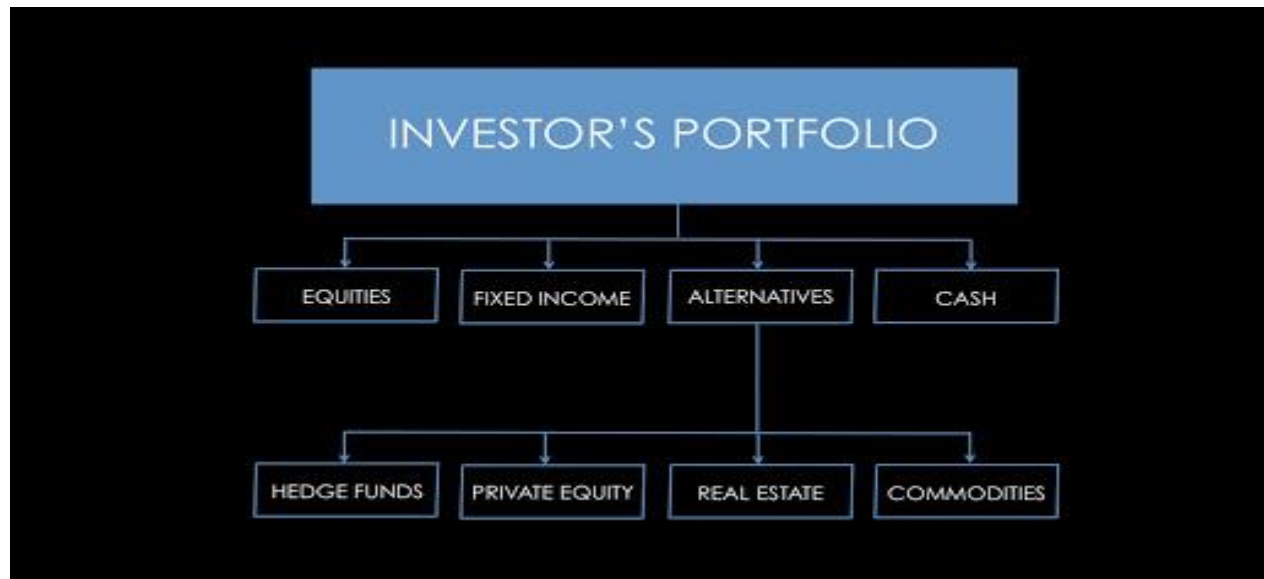 INVESTOR'S PORTFOLIO
EQUITIES
FIXED INCOME
ALTERNATIVES
CASH
HEDGE FUNDS
PRIVATE EQUITY
REAL ESTATE
COMMODITIES